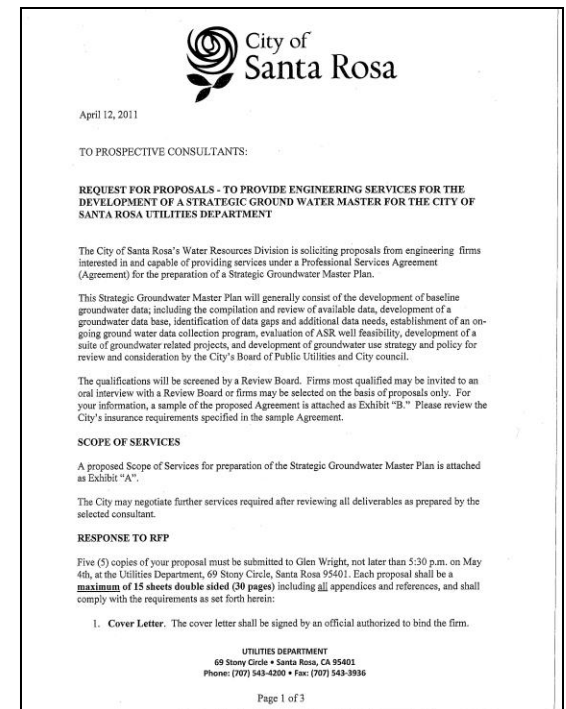 City of
Santa Rosa
April 12, 2011
TO PROSPECTIVE CONSULTANTS:
REQUEST FOR PROPOSALS - TO PROVIDE ENGINEERING SERVICES FOR THE
DEVELOPMENT OF A STRATEGIC GROUND WATER MASTER FOR THE CITY OF
SANTA ROSA UTILITIES DEPARTMENT
The City of Santa Rosa's Water Resources Division is soliciting proposals from engineering firms
interested in and capable of providing services under a Professional Services Agreement
(Agreement) for the preparation of a Strategic Groundwater Master Plan.
This Strategic Groundwater Master Plan will generally consist of the development of baseline
groundwater data; including the compilation and review of available data, development of a
groundwater data base, identification of data gaps and additional data needs, establishment of an on-
going ground water data collection program, evaluation of ASR well feasibility, development of a
suite of groundwater related projects, and development of groundwater use strategy and policy for
review and consideration by the City's Board of Public Utilities and City council.
The qualifications will be screened by a Review Board. Firms most qualified may be invited to an
oral interview with a Review Board or firms may be selected on the basis of proposals only. For
your information, a sample of the proposed Agreement is attached as Exhibit "B." Please review the
City's insurance requirements specified in the sample Agreement.
SCOPE OF SERVICES
A proposed Scope of Services for preparation of the Strategic Groundwater Master Plan is attached
as Exhibit "A".
The City may negotiate further services required after reviewing all deliverables as prepared by the
selected consultant.
RESPONSE TO RFP
Five (5) copies of your proposal must be submitted to Glen Wright, not later than 5:30 p.m. on May
4th, at the Utilities Department, 69 Stony Circle, Santa Rosa 95401. Each proposal shall be a
maximum of 15 sheets double sided (30 pages) including all appendices and references, and shall
comply with the requirements as set forth herein:
1. Cover Letter. The cover letter shall be signed by an official authorized to bind the firm.
UTILITIES DEPARTMENT
69 Stony Circle • Santa Rosa, CA 95401
Phone: (707) 543-4200 • Fax: (707) 543-3936
Page 1 of 3